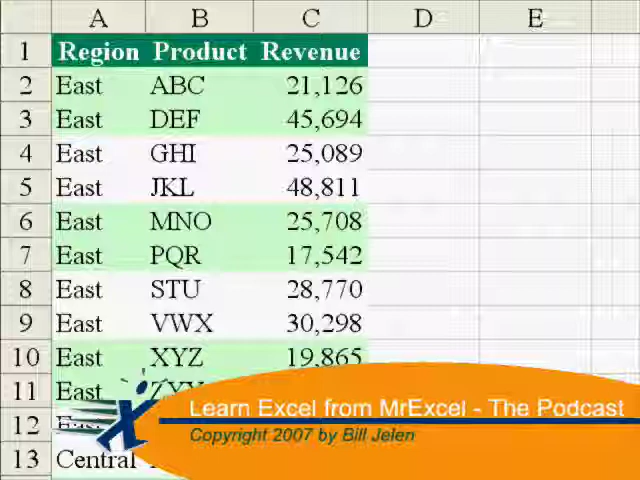 A B C D E
1 Region Product Revenue
2 East ABC 21,126
3 East DEF 45,694
4 East GHI 25,089
5 East JKL 48,811
6 East MNO 25,708
7 East PQR 17,542
8 East STU 28,770
9 East VWX 30,298
10 East XYZ 19,865
11 East
12 East
13 Central
Learn Excel from MrExcel - The Podcast
Copyright 2007 by Bill Jelen